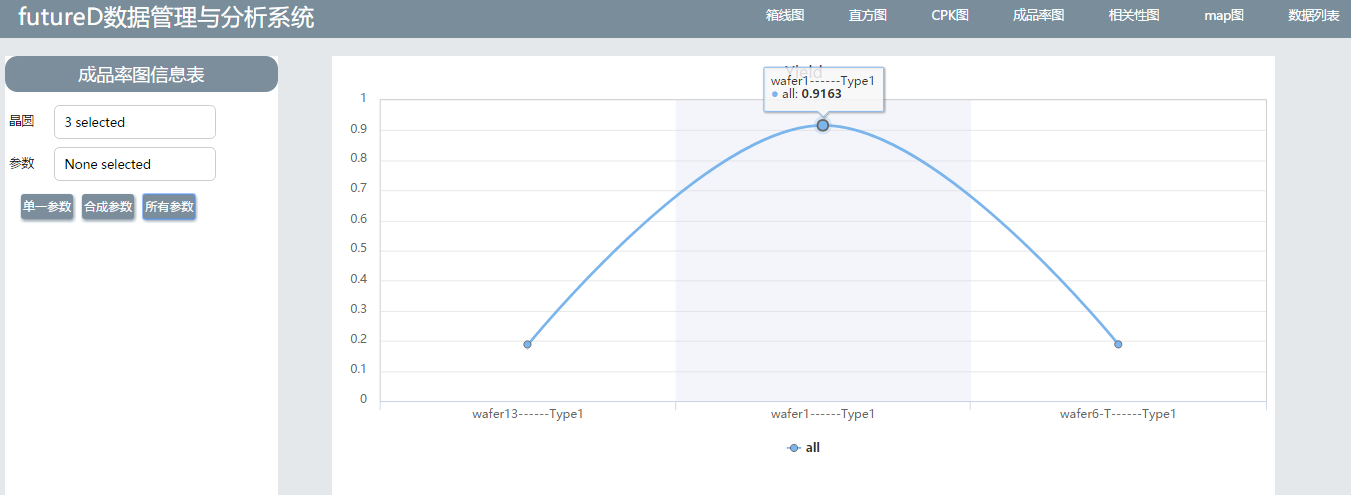 futureD数据管理与分析系统
箱线图 直方图 CPK图 成品率图 相关性图 map图 数据列表
成品率图信息表
晶圆 3 selected
参数 None selected
单一参数 合成参数 所有参数
Yield
wafer1------Type1
all: 0.9163
1
0.9
0.8
0.7
0.6
0.5
0.4
0.3
0.2
0.1
0
wafer13------Type1 wafer1------Type1 wafer6-T------Type1
all